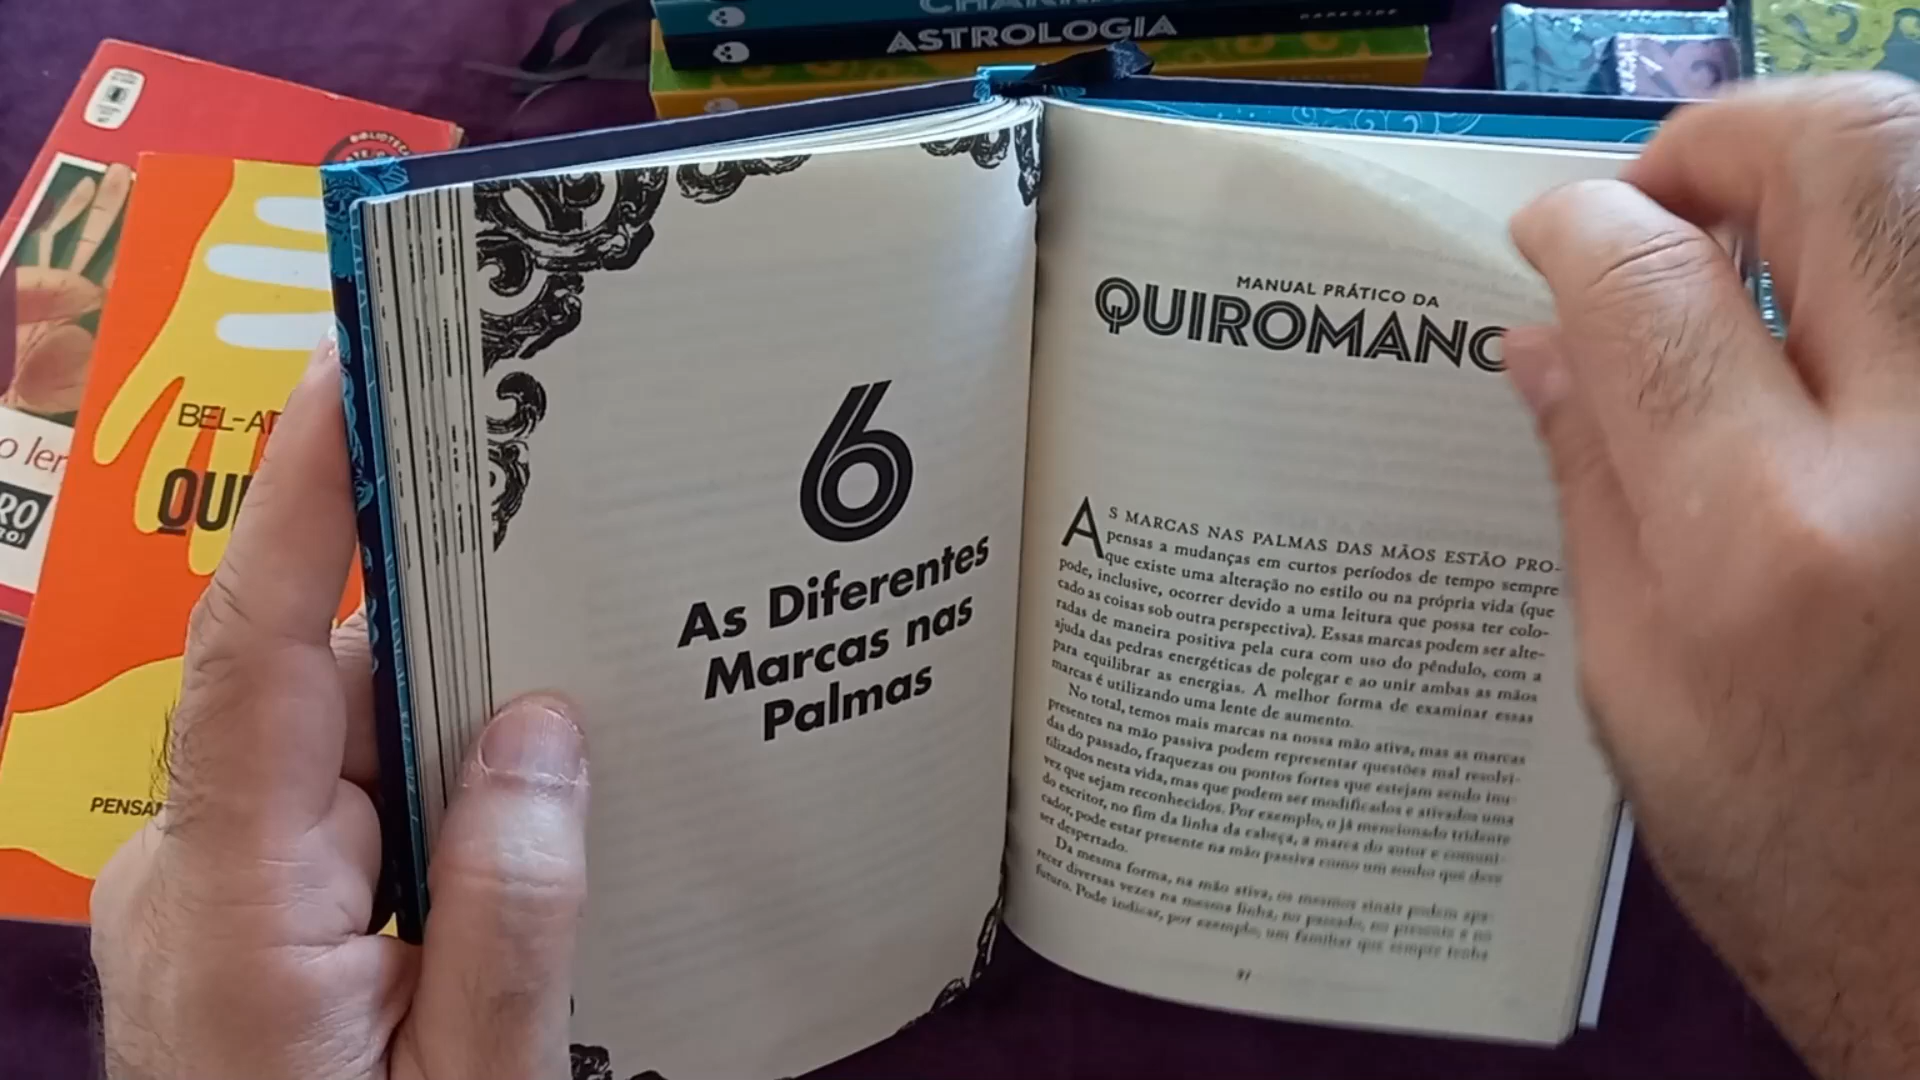 CHAKRA
ASTROLOGIA
DARKSIDE
BIBLIOTECA
BEL-A
QUI
o ler
RO
PENSA
6
As Diferentes
Marcas nas
Palmas
MANUAL PRÁTICO DA
QUIROMANC
AS MARCAS NAS PALMAS DAS MÃOS ESTÃO PRO-
pensas a mudanças em curtos períodos de tempo sempre
que existe uma alteração no estilo ou na própria vida (que
pode, inclusive, ocorrer devido a uma leitura que possa ter colo-
cado as coisas sob outra perspectiva). Essas marcas podem ser alte-
radas de maneira positiva pela cura com uso do pêndulo, com a
ajuda das pedras energéticas de polegar e ao unir ambas as mãos
para equilibrar as energias. A melhor forma de examinar essas
marcas é utilizando uma lente de aumento.
No total, temos mais marcas na nossa mão ativa, mas as marcas
presentes na mão passiva podem representar questões mal resolvi-
das do passado, fraquezas ou pontos fortes que estejam sendo inu-
tilizados nesta vida, mas que podem ser modificados e ativados uma
vez que sejam reconhecidos. Por exemplo, o já mencionado tridente
do escritor, no fim da linha da cabeça, a marca do autor e comuni-
cador, pode estar presente na mão passiva como um sonho que deve
ser despertado.
Da mesma forma, na mão ativa, os mesmos sinais podem apa-
recer diversas vezes na mesma linha, no passado, no presente e no
futuro. Pode indicar, por exemplo, um familiar que sempre tenha
91